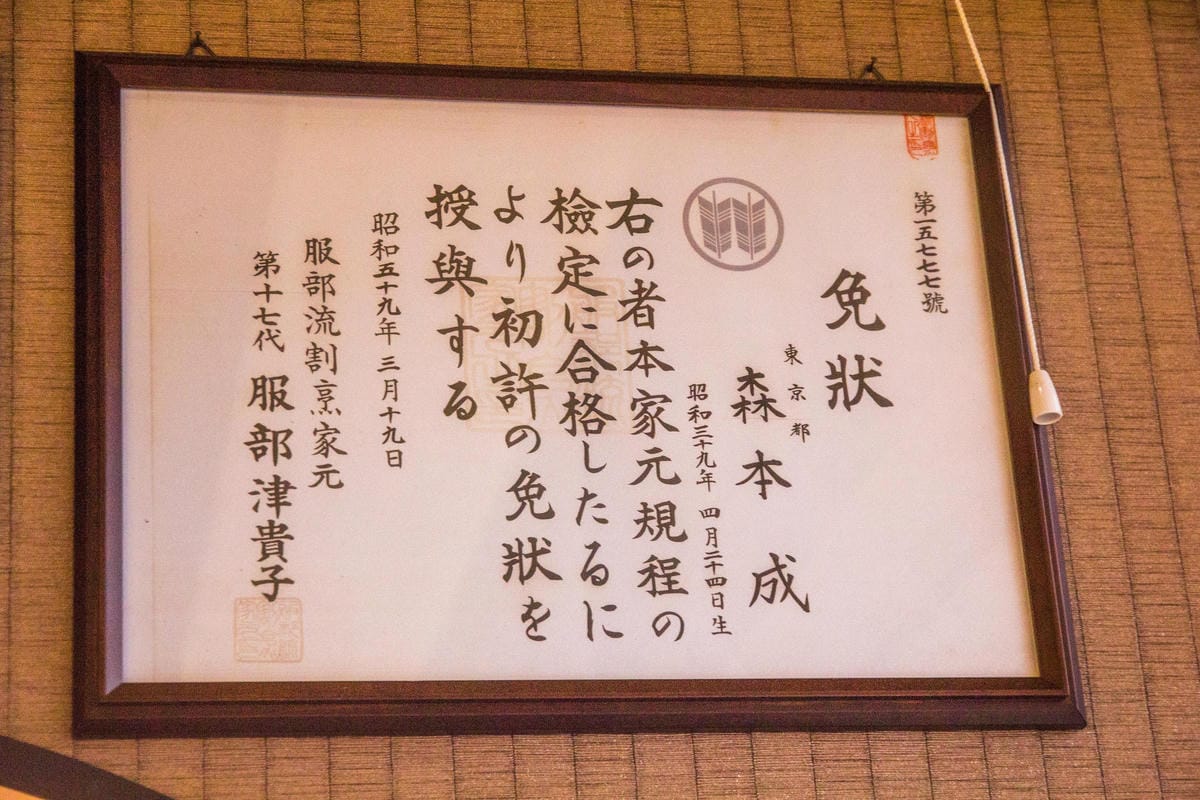 第一五七七七號
免狀
東京都
森本成
昭和三十九年四月二十四日生
右の者本家元規程の
檢定に合格したるに
より初許の免狀を
授與する
昭和五十九年三月十九日
服部流割烹家元
第十七代 服部津貴子